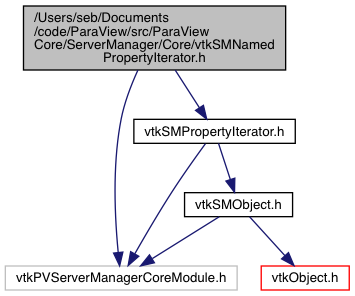 /Users/seb/Documents
/code/ParaView/src/ParaView
Core/ServerManager/Core/vtkSMNamed
PropertyIterator.h
vtkSMPropertyIterator.h
vtkSMObject.h
vtkPVServerManagerCoreModule.h
vtkObject.h